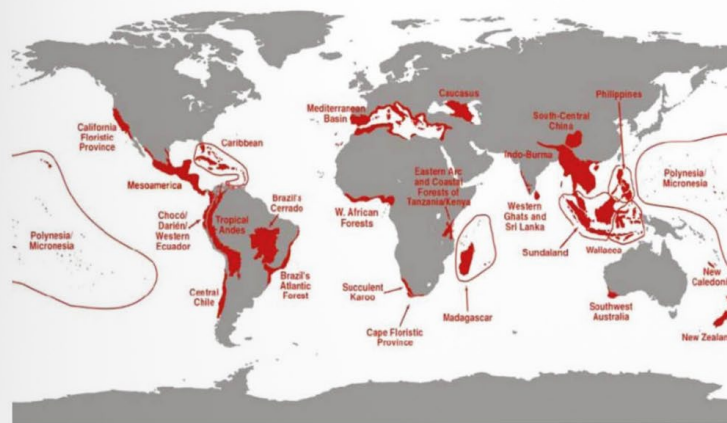 California
Floristic
Province
Caribbean
Mesoamerica
Polynesia/
Micronesia
Chocó/
Darién/
Western
Ecuador
Tropical
Andes
Brazil's
Cerrado
Central
Chile
Brazil's
Atlantic
Forest
Mediterranean
Basin
Caucasus
W. African
Forests
Eastern Arc
and Coastal
Forests of
Tanzania/Kenya
Succulent
Karoo
Cape Floristic
Province
Madagascar
Philippines
South-Central
China
Indo-Burma
Western
Ghats and
Sri Lanka
Sundaland
Wallacea
Polynesia/
Micronesia
Southwest
Australia
New
Caledoni
New Zealan